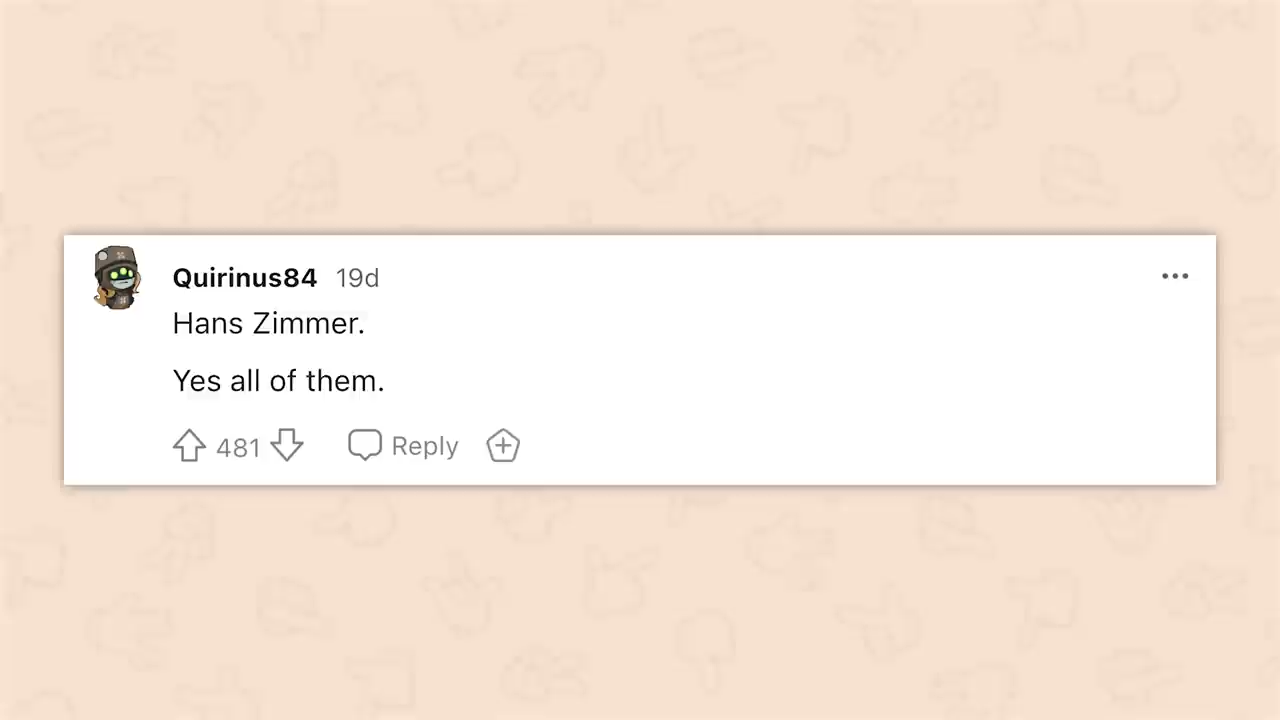 Quirinus84 19d
Hans Zimmer.
Yes all of them.
481 Reply